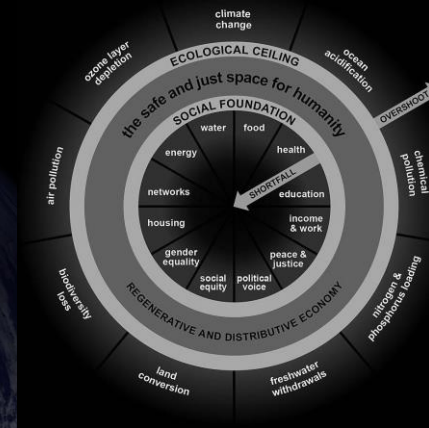 climate
change
ocean
acidification
chemical
pollution
nitrogen &
phosphorus loading
freshwater
withdrawals
land
conversion
biodiversity
loss
air pollution
ozone layer
depletion
ECOLOGICAL CEILING
OVERSHOOT
the safe and just space for humanity
SOCIAL FOUNDATION
water
food
health
SHORTFALL
education
income
& work
peace &
justice
political
voice
social
equity
gender
equality
housing
networks
energy
REGENERATIVE AND DISTRIBUTIVE ECONOMY